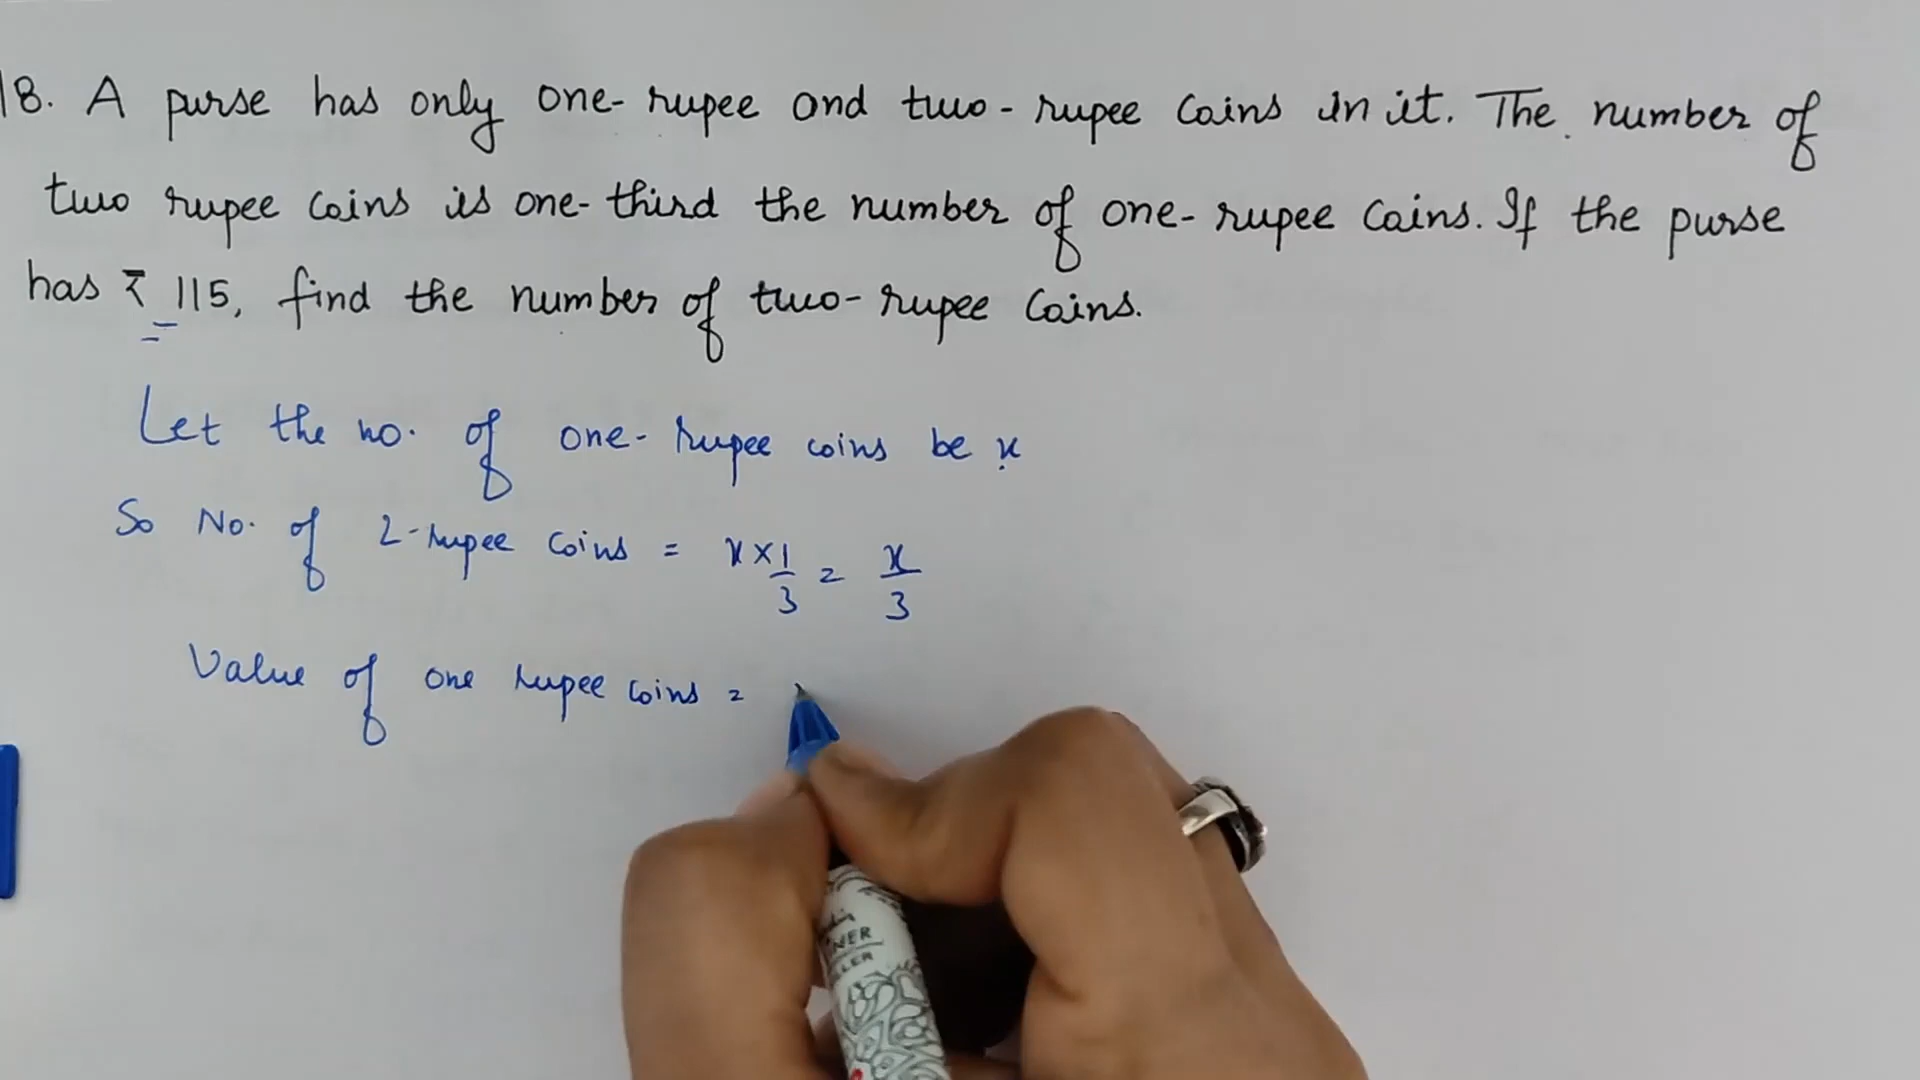 18. A purse has only one-rupee and two-rupee coins in it. The number of
two rupee coins is one-third the number of one-rupee coins. If the purse
has ₹ 115, find the number of two-rupee coins.
Let the no. of one-rupee coins be x
So No. of 2-rupee coins = x × 1/3 = x/3
Value of one rupee coins =